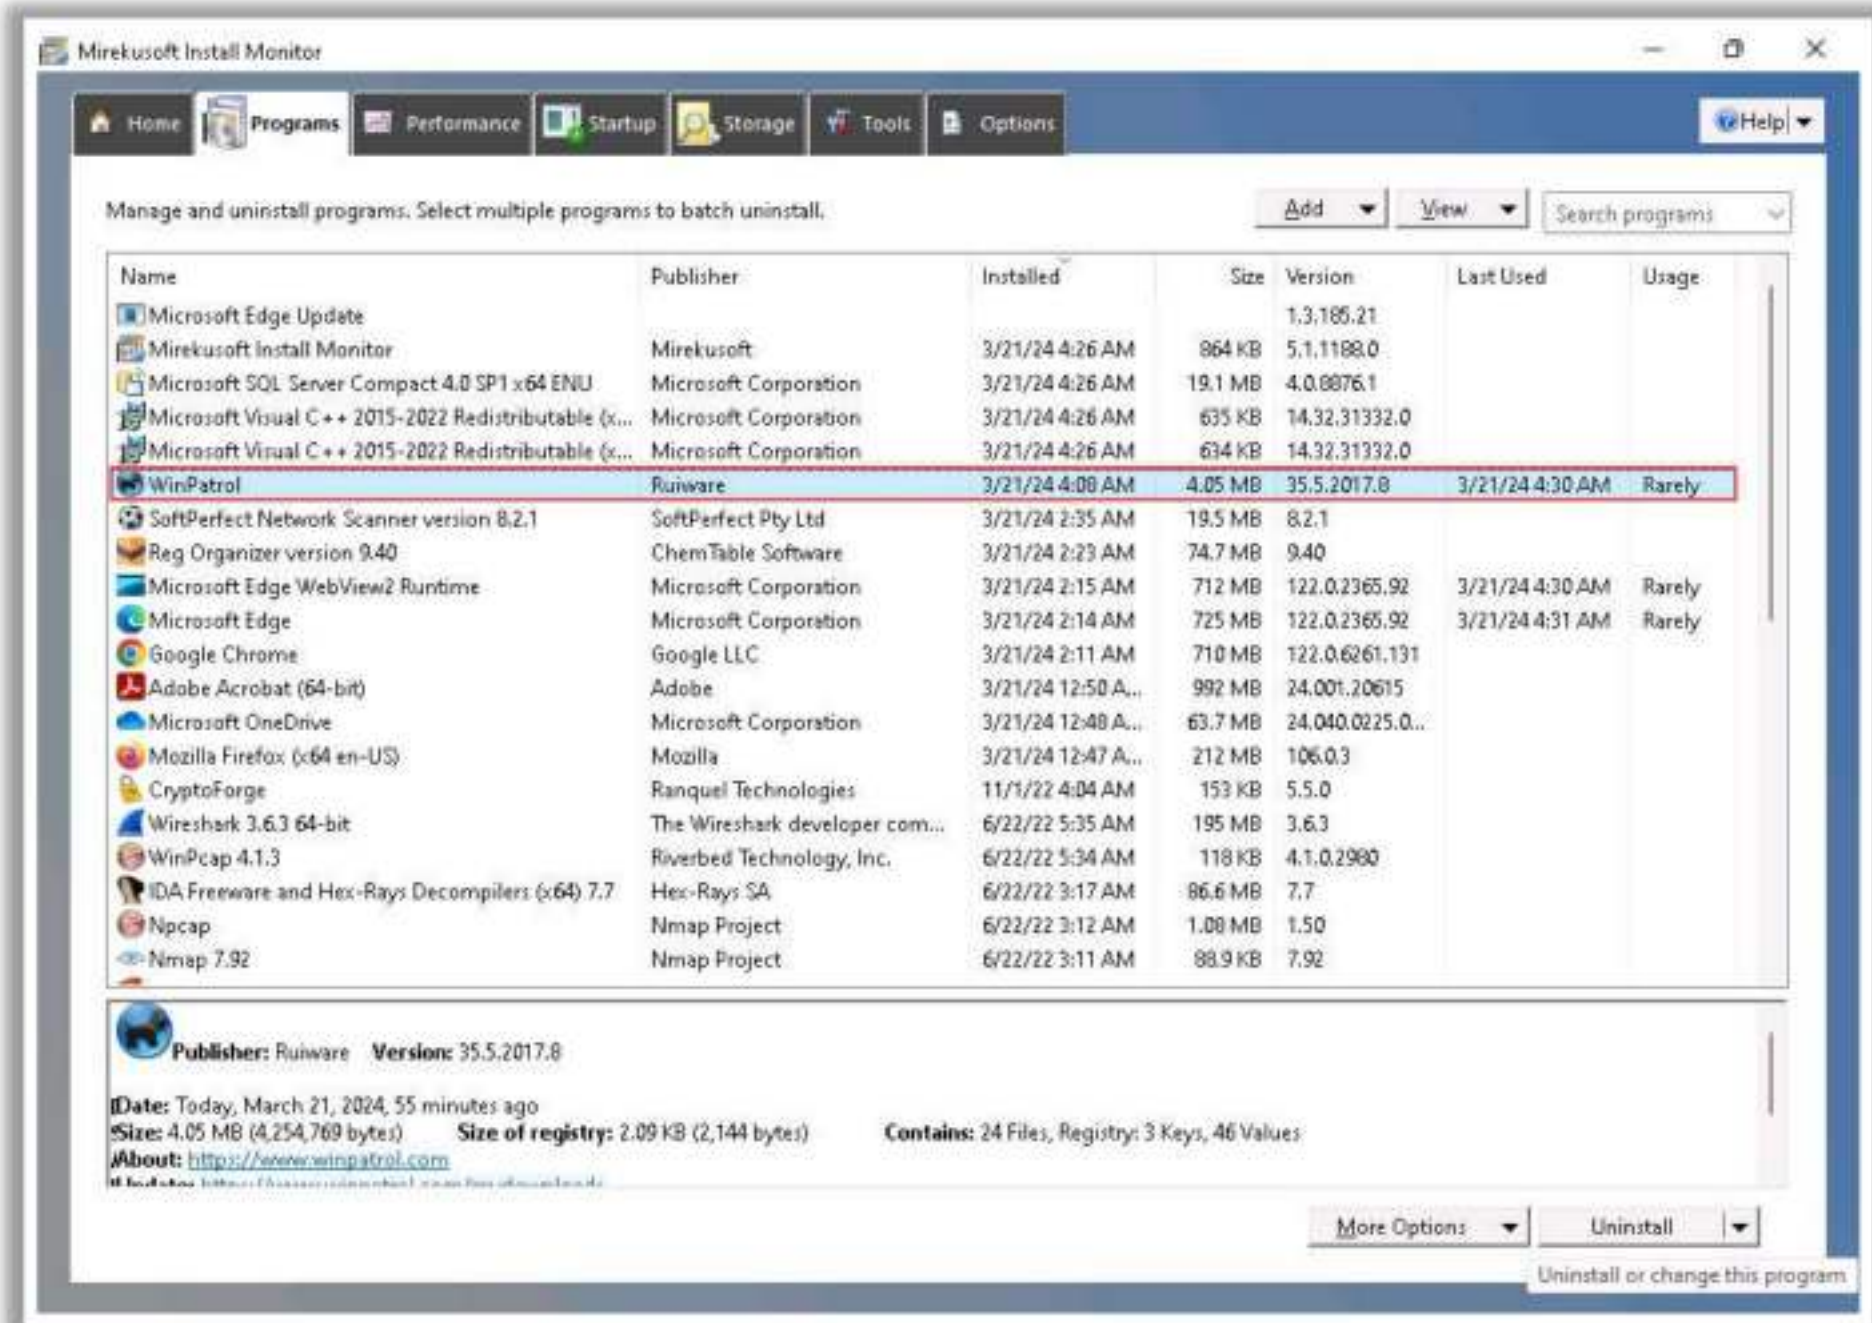 Mirekusoft Install Monitor
Home Programs Performance Startup Storage Tools Options Help
Manage and uninstall programs. Select multiple programs to batch uninstall. Add View Search programs
Name Publisher Installed Size Version Last Used Usage
Microsoft Edge Update 1.3.185.21
Mirekusoft Install Monitor Mirekusoft 3/21/24 4:26 AM 864 KB 5.1.1188.0
Microsoft SQL Server Compact 4.0 SP1 x64 ENU Microsoft Corporation 3/21/24 4:26 AM 19.1 MB 4.0.8876.1
Microsoft Visual C++ 2015-2022 Redistributable (x... Microsoft Corporation 3/21/24 4:26 AM 635 KB 14.32.31332.0
Microsoft Visual C++ 2015-2022 Redistributable (x... Microsoft Corporation 3/21/24 4:26 AM 634 KB 14.32.31332.0
WinPatrol Ruiware 3/21/24 4:08 AM 4.05 MB 35.5.2017.8 3/21/24 4:30 AM Rarely
SoftPerfect Network Scanner version 8.2.1 SoftPerfect Pty Ltd 3/21/24 2:35 AM 19.5 MB 8.2.1
Reg Organizer version 9.40 ChemTable Software 3/21/24 2:23 AM 74.7 MB 9.40
Microsoft Edge WebView2 Runtime Microsoft Corporation 3/21/24 2:15 AM 712 MB 122.0.2365.92 3/21/24 4:30 AM Rarely
Microsoft Edge Microsoft Corporation 3/21/24 2:14 AM 725 MB 122.0.2365.92 3/21/24 4:31 AM Rarely
Google Chrome Google LLC 3/21/24 2:11 AM 710 MB 122.0.6261.131
Adobe Acrobat (64-bit) Adobe 3/21/24 12:50 A... 992 MB 24.001.20615
Microsoft OneDrive Microsoft Corporation 3/21/24 12:48 A... 63.7 MB 24.040.0225.0...
Mozilla Firefox (x64 en-US) Mozilla 3/21/24 12:47 A... 212 MB 106.0.3
CryptoForge Ranquel Technologies 11/1/22 4:04 AM 153 KB 5.5.0
Wireshark 3.6.3 64-bit The Wireshark developer com... 6/22/22 5:35 AM 195 MB 3.6.3
WinPcap 4.1.3 Riverbed Technology, Inc. 6/22/22 5:34 AM 118 KB 4.1.0.2980
IDA Freeware and Hex-Rays Decompilers (x64) 7.7 Hex-Rays SA 6/22/22 3:17 AM 86.6 MB 7.7
Npcap Nmap Project 6/22/22 3:12 AM 1.08 MB 1.50
Nmap 7.92 Nmap Project 6/22/22 3:11 AM 88.9 KB 7.92
Publisher: Ruiware Version: 35.5.2017.8
Date: Today, March 21, 2024, 55 minutes ago
Size: 4.05 MB (4,254,769 bytes) Size of registry: 2.09 KB (2,144 bytes) Contains: 24 Files, Registry: 3 Keys, 46 Values
About: https://www.winpatrol.com
More Options Uninstall
Uninstall or change this program